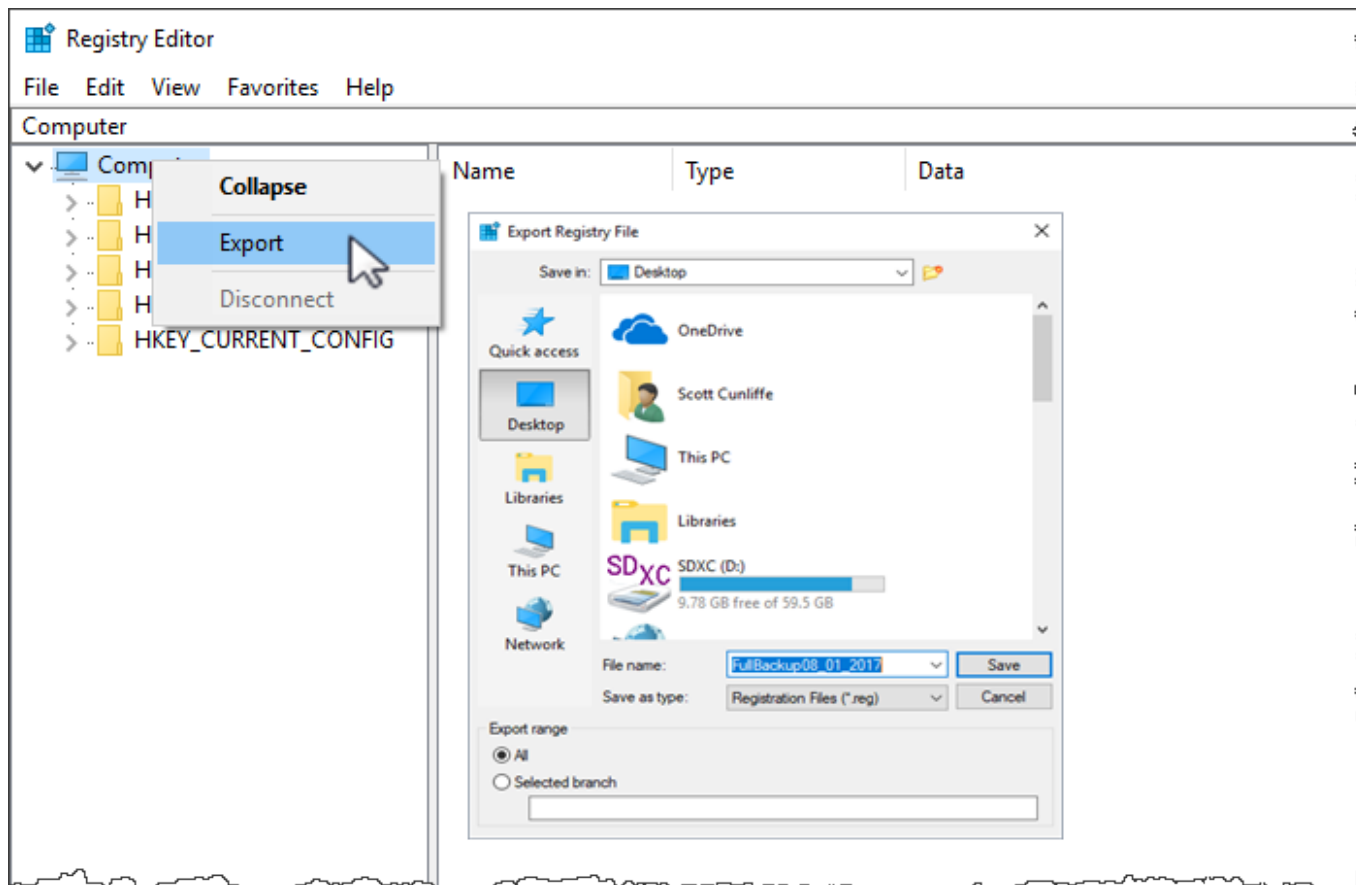 Registry Editor
File Edit View Favorites Help
Computer
Com
Collapse
H
Export
H
H
Disconnect
H
HKEY_CURRENT_CONFIG
Name Type Data
Export Registry File
Save in: Desktop
Quick access
Desktop
Libraries
This PC
Network
OneDrive
Scott Cunliffe
This PC
Libraries
SDXC SDXC (D:)
9.78 GB free of 59.5 GB
File name: FullBackup08_01_2017 Save
Save as type: Registration Files (*.reg) Cancel
Export range
All
Selected branch